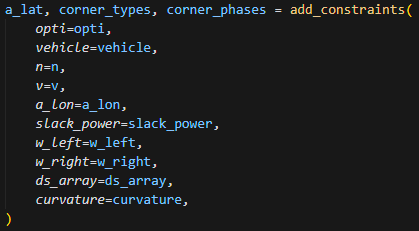 a_lat, corner_types, corner_phases = add_constraints(
    opti=opti,
    vehicle=vehicle,
    n=n,
    v=v,
    a_lon=a_lon,
    slack_power=slack_power,
    w_left=w_left,
    w_right=w_right,
    ds_array=ds_array,
    curvature=curvature,
)